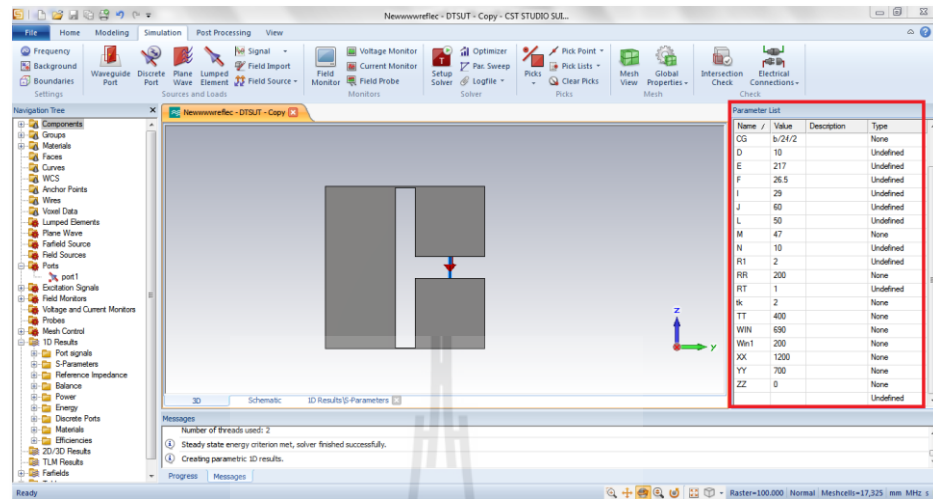 Newwwwreflec - DTSUT - Copy - CST STUDIO SUI...
File Home Modeling Simulation Post Processing View
Frequency
Background
Boundaries
Settings
Waveguide Port
Discrete Port
Plane Wave
Lumped Element
Signal
Field Import
Field Source
Sources and Loads
Field Monitor
Voltage Monitor
Current Monitor
Field Probe
Monitors
Setup Solver
Optimizer
Par. Sweep
Logfile
Solver
Picks
Pick Point
Pick Lists
Clear Picks
Picks
Mesh View
Global Properties
Mesh
Intersection Check
Electrical Connections
Check
Navigation Tree
Components
Groups
Materials
Faces
Curves
WCS
Anchor Points
Wires
Voxel Data
Lumped Elements
Plane Wave
Farfield Source
Field Sources
Ports
port1
Excitation Signals
Field Monitors
Voltage and Current Monitors
Probes
Mesh Control
1D Results
Port signals
S-Parameters
Reference Impedance
Balance
Power
Energy
Discrete Ports
Materials
Efficiencies
2D/3D Results
TLM Results
Farfields
Newwwwreflec - DTSUT - Copy
z
y
3D Schematic 1D Results\S-Parameters
Parameter List
Name / Value Description Type
CG b/2-f/2 None
D 10 Undefined
E 217 Undefined
F 26.5 Undefined
I 29 Undefined
J 60 Undefined
L 50 Undefined
M 47 None
N 10 Undefined
R1 2 Undefined
RR 200 None
RT 1 Undefined
tk 2 None
TT 400 None
WIN 690 None
Win1 200 None
XX 1200 None
YY 700 None
ZZ 0 None
Undefined
Messages
Number of threads used: 2
Steady state energy criterion met, solver finished successfully.
Creating parametric 1D results.
Progress Messages
Ready
Raster=100.000 Normal Meshcells=17,325 mm MHz s